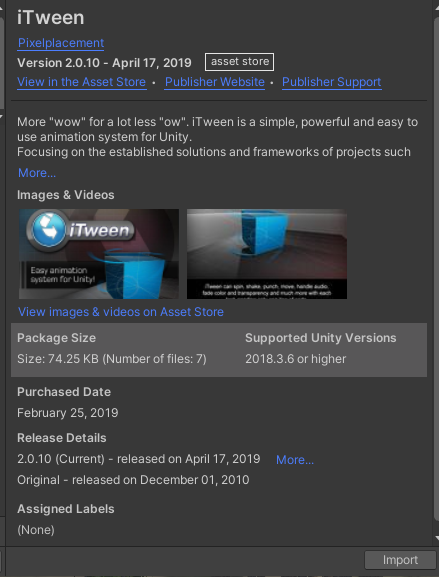 iTween
Pixelplacement
Version 2.0.10 - April 17, 2019 asset store
View in the Asset Store • Publisher Website • Publisher Support
More "wow" for a lot less "ow". iTween is a simple, powerful and easy to
use animation system for Unity.
Focusing on the established solutions and frameworks of projects such
More...
Images & Videos
iTween
Easy animation
system for Unity!
iTween can spin, shake, punch, move, handle audio,
fade color and transparency and much more with each
View images & videos on Asset Store
Package Size Supported Unity Versions
Size: 74.25 KB (Number of files: 7) 2018.3.6 or higher
Purchased Date
February 25, 2019
Release Details
2.0.10 (Current) - released on April 17, 2019 More...
Original - released on December 01, 2010
Assigned Labels
(None)
Import